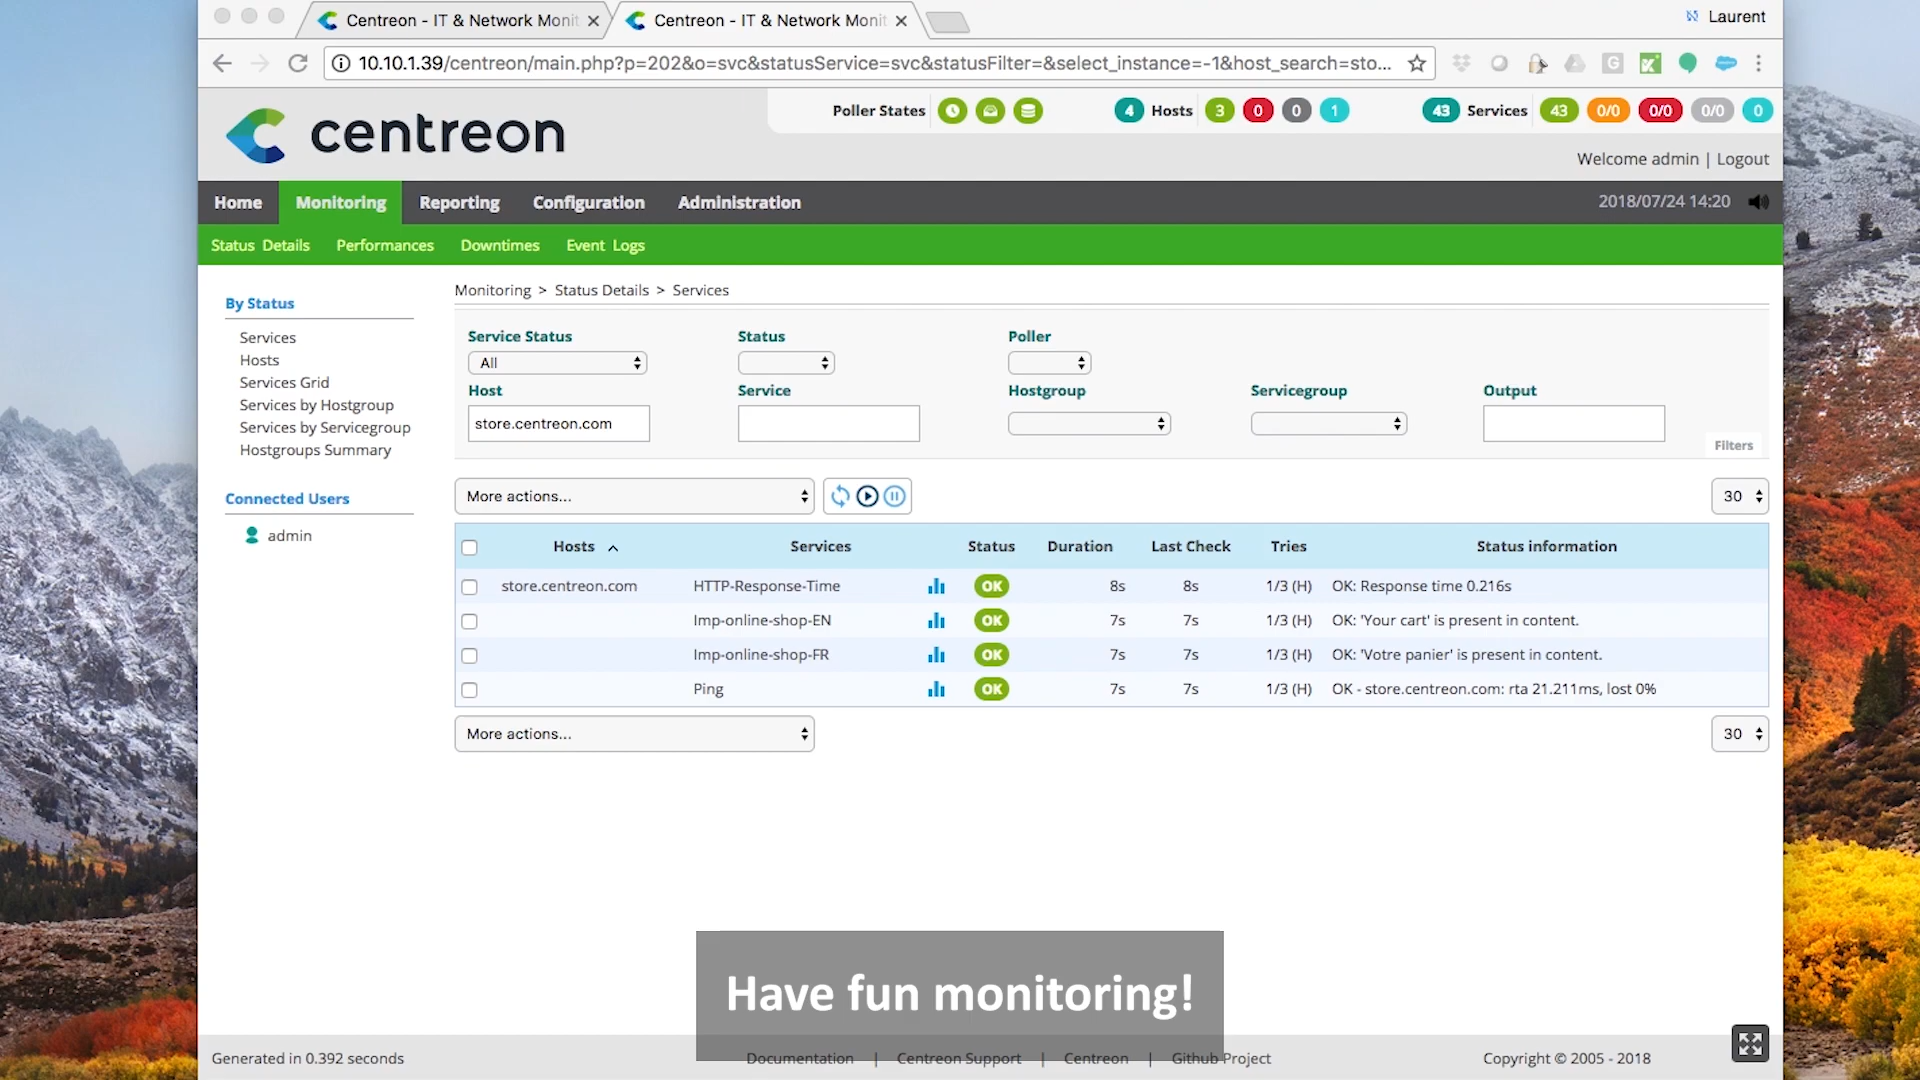 Centreon - IT & Network Monit
Centreon - IT & Network Monit
Laurent
10.10.1.39/centreon/main.php?p=202&o=svc&statusService=svc&statusFilter=&select_instance=-1&host_search=sto...
centreon
Poller States
4 Hosts 3 0 0 1
43 Services 43 0/0 0/0 0/0 0
Welcome admin | Logout
Home Monitoring Reporting Configuration Administration
2018/07/24 14:20
Status Details Performances Downtimes Event Logs
By Status
Services
Hosts
Services Grid
Services by Hostgroup
Services by Servicegroup
Hostgroups Summary
Connected Users
admin
Monitoring > Status Details > Services
Service Status Status Poller
All
Host Service Hostgroup Servicegroup Output
store.centreon.com
Filters
More actions... 30
Hosts Services Status Duration Last Check Tries Status information
store.centreon.com HTTP-Response-Time OK 8s 8s 1/3 (H) OK: Response time 0.216s
Imp-online-shop-EN OK 7s 7s 1/3 (H) OK: 'Your cart' is present in content.
Imp-online-shop-FR OK 7s 7s 1/3 (H) OK: 'Votre panier' is present in content.
Ping OK 7s 7s 1/3 (H) OK - store.centreon.com: rta 21.211ms, lost 0%
More actions... 30
Have fun monitoring!
Generated in 0.392 seconds
Documentation | Centreon Support | Centreon | Github Project
Copyright © 2005 - 2018